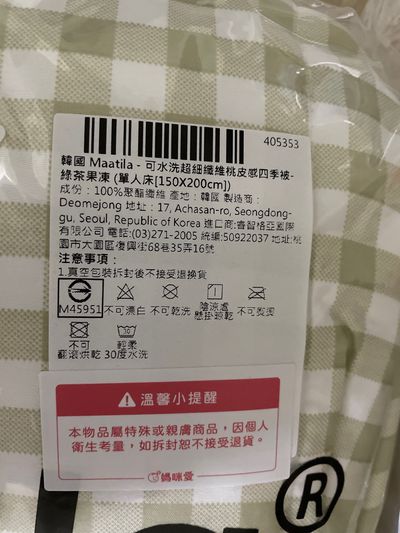 405353
韓國 Maatila - 可水洗超細纖維桃皮感四季被-
綠茶果凍 (單人床[150X200cm])
成份：100%聚酯纖維 產地：韓國 製造商：
Deomejong 地址：17, Achasan-ro, Seongdong-
gu, Seoul, Republic of Korea 進口商:睿智格亞國際
有限公司 電話:(03)271-2005 統編:50922037 地址:桃
園市大園區復興街68巷35弄16號
注意事項：
1.真空包裝拆封後不接受退換貨
M45951 不可漂白 不可乾洗 陰涼處 不可熨燙
懸掛晾乾
不可 輕柔
翻滾烘乾 30度水洗
溫馨小提醒
本物品屬特殊或親膚商品，因個人
衛生考量，如拆封恕不接受退貨。
媽咪愛
®